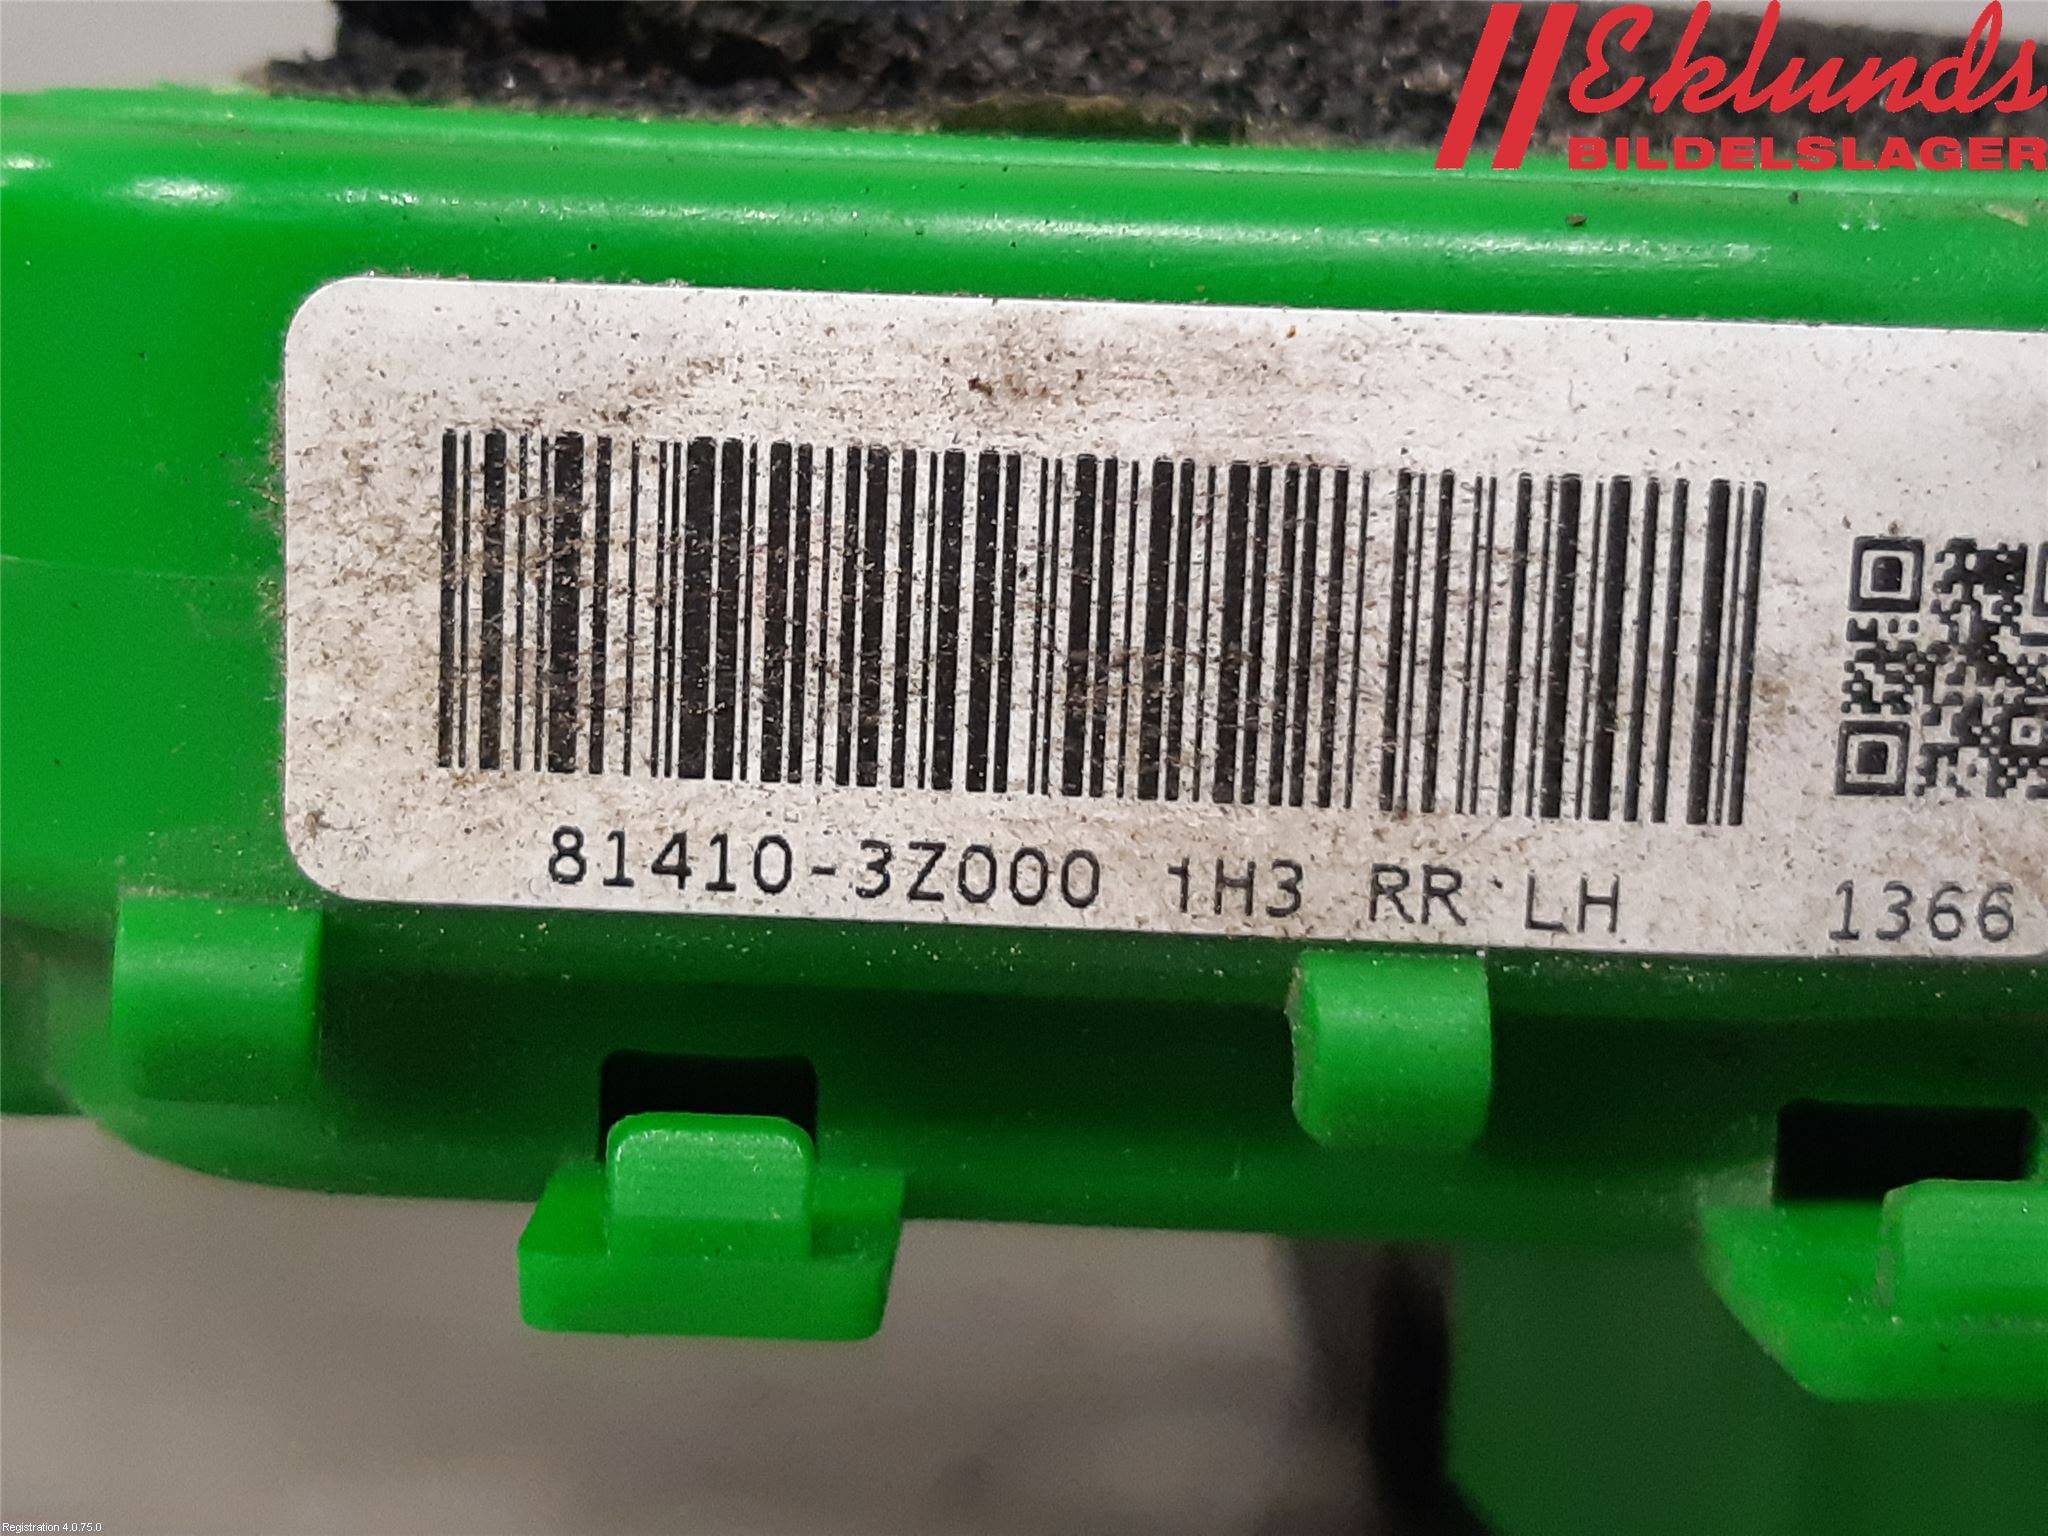 Eklunds
BILDELSLAGER
81410-3Z000 1H3 RR LH 1366
Registration 4.0.75.0